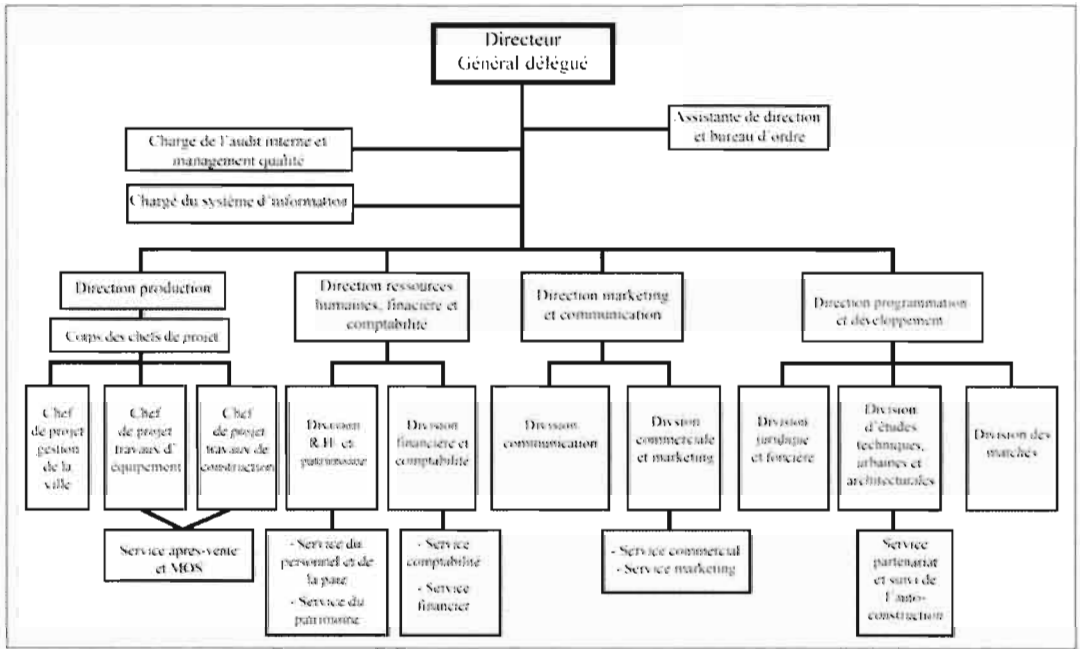 Directeur
Général délégué
Assistante de direction
et bureau d'ordre
Chargé de l'audit interne et
management qualité
Chargé du système d'information
Direction production
Corps des chefs de projet
Direction ressources
humaines, finacière et
comptabilité
Direction marketing
et communication
Direction programmation
et développement
Chef
de projet
gestion
de la
ville
Chef
de projet
travaux d'
équipement
Chef
de projet
travaux de
construction
Division
R.H. et
patrimoine
Division
financière et
comptabilité
Division
communication
Division
commerciale
et marketing
Division
juridique
et foncière
Division
d'études
techniques,
urbaines et
architecturales
Division des
marchés
Service après-vente
et MOS
- Service du
personnel et de
la paie
- Service du
patrimoine
- Service
comptabilité
- Service
financier
- Service commercial
- Service marketing
Service
partenariat
et suivi de
l'auto-
construction